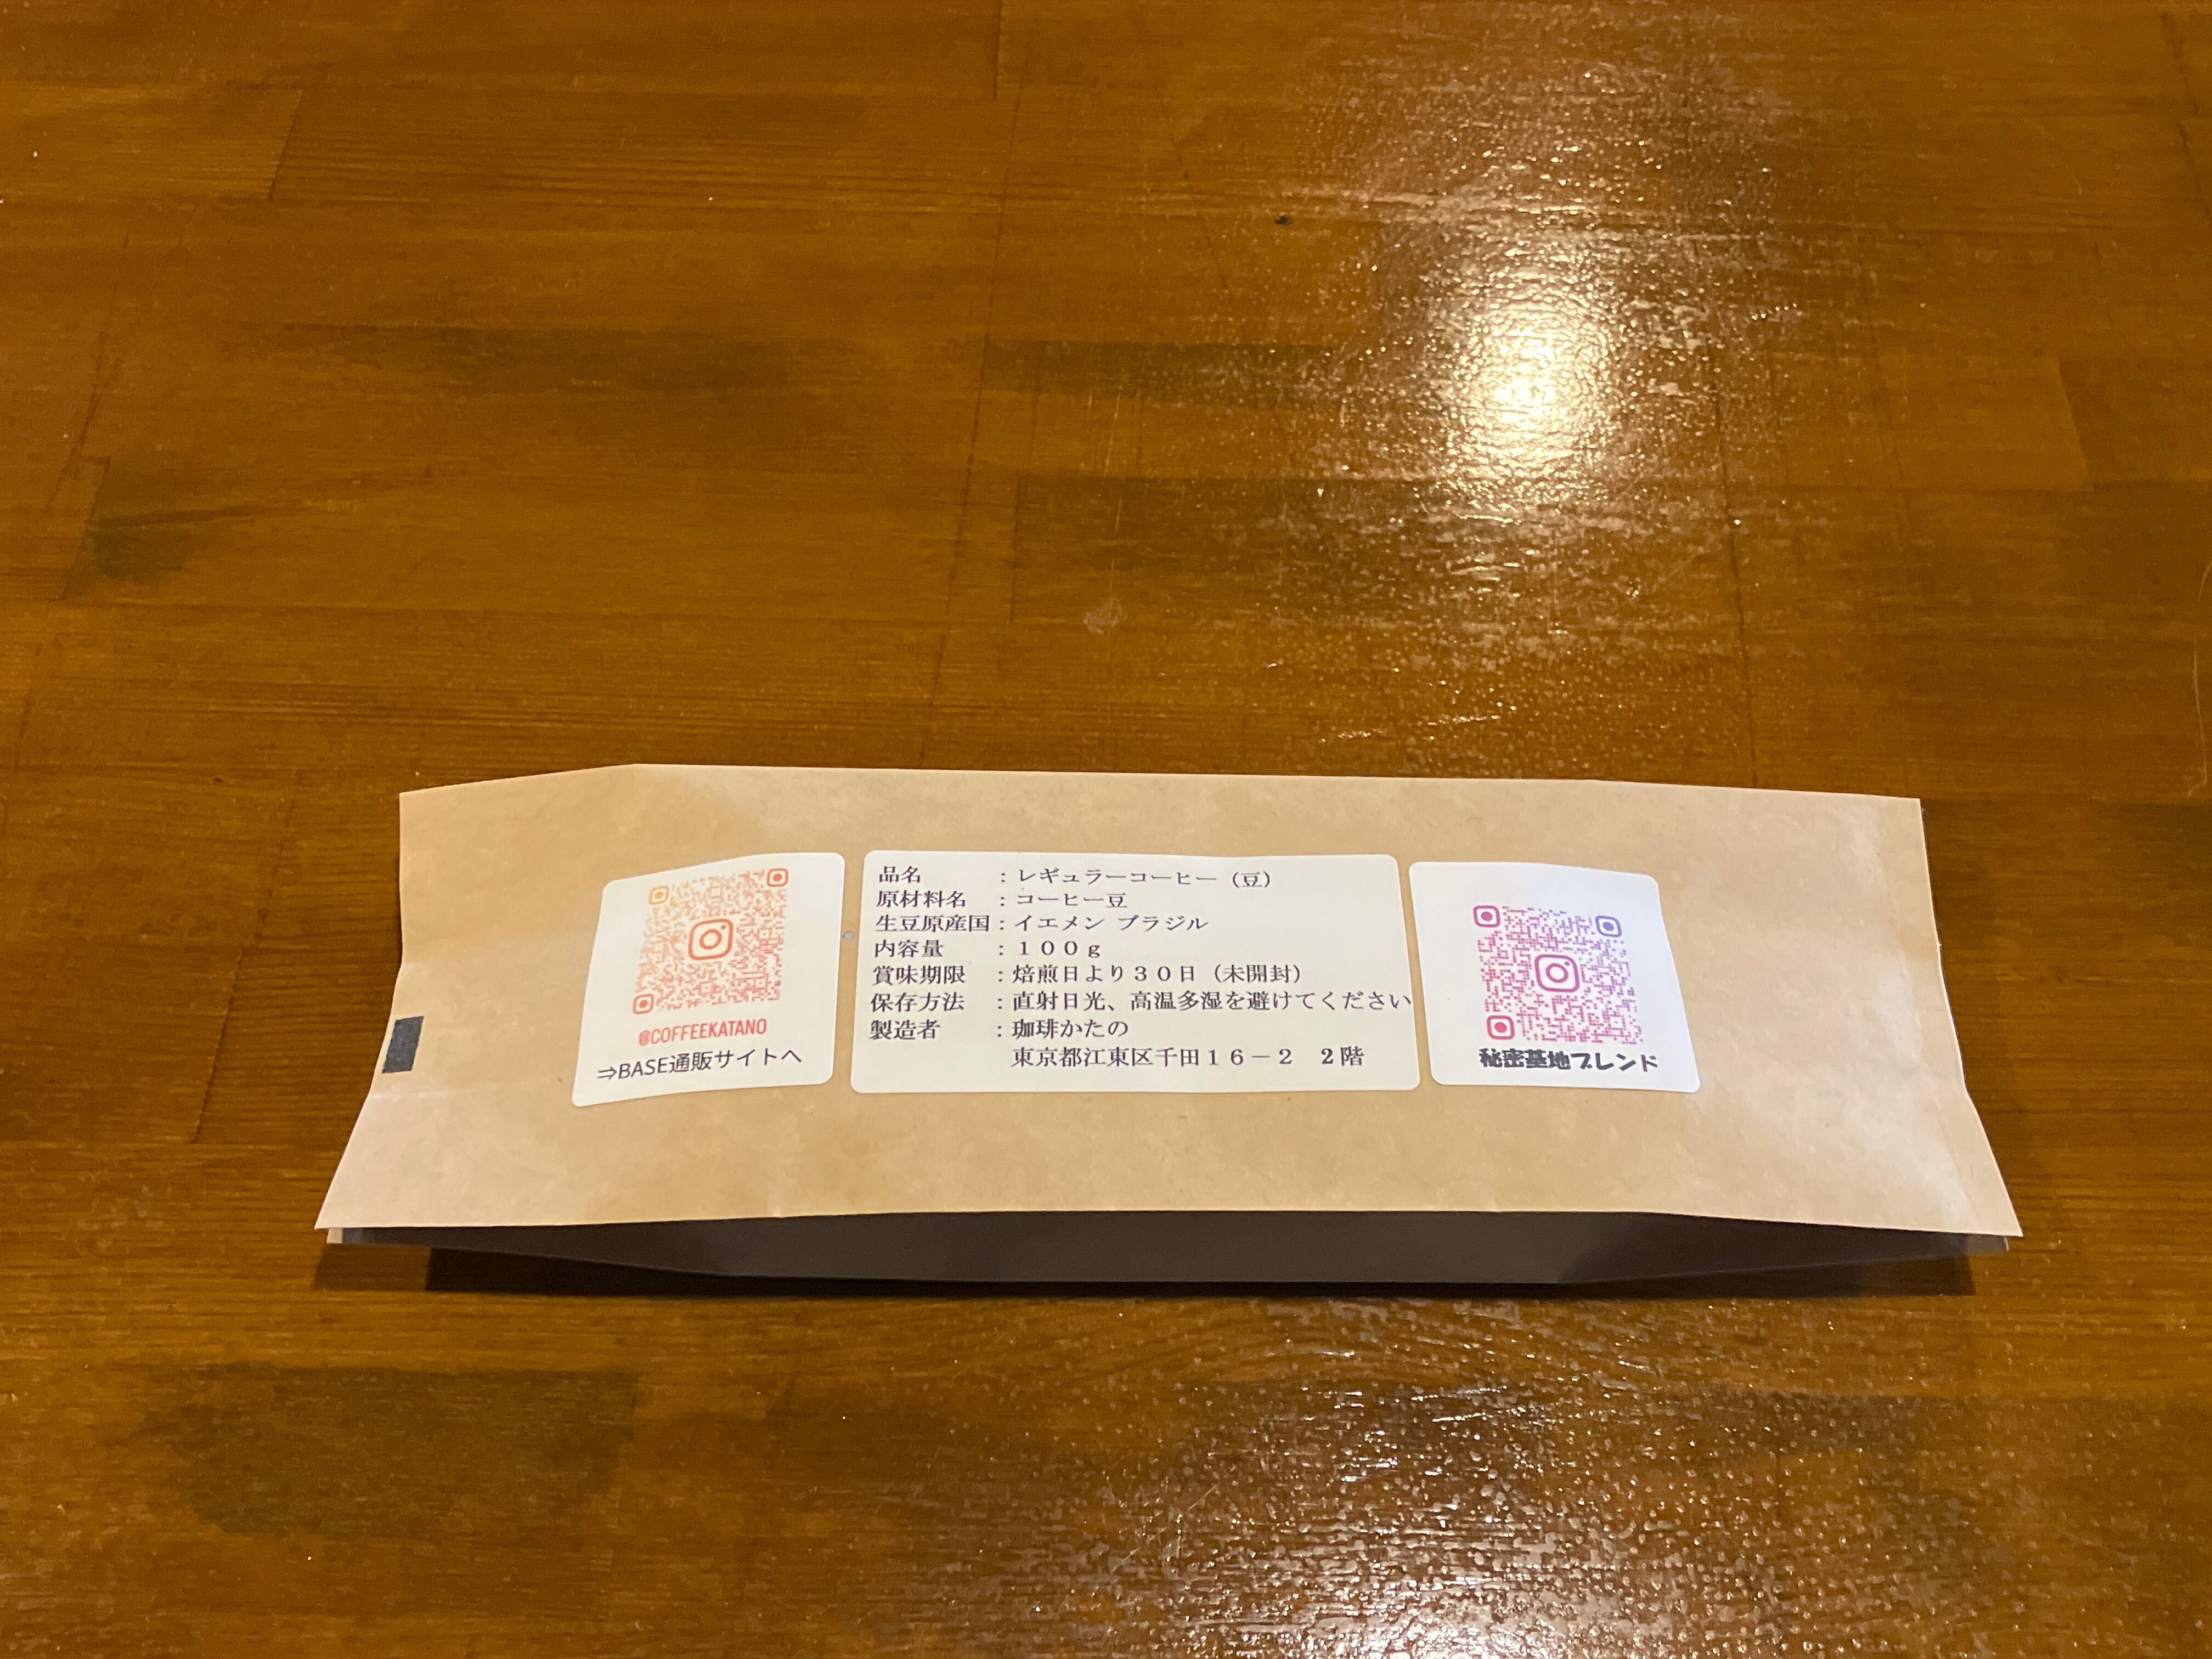 @COFFEEKATANO
⇒BASE通販サイトへ
品名　　　：レギュラーコーヒー（豆）
原材料名　：コーヒー豆
生豆原産国：イエメン ブラジル
内容量　　：１００ｇ
賞味期限　：焙煎日より３０日（未開封）
保存方法　：直射日光、高温多湿を避けてください
製造者　　：珈琲かたの
東京都江東区千田１６－２　２階
秘密基地ブレンド